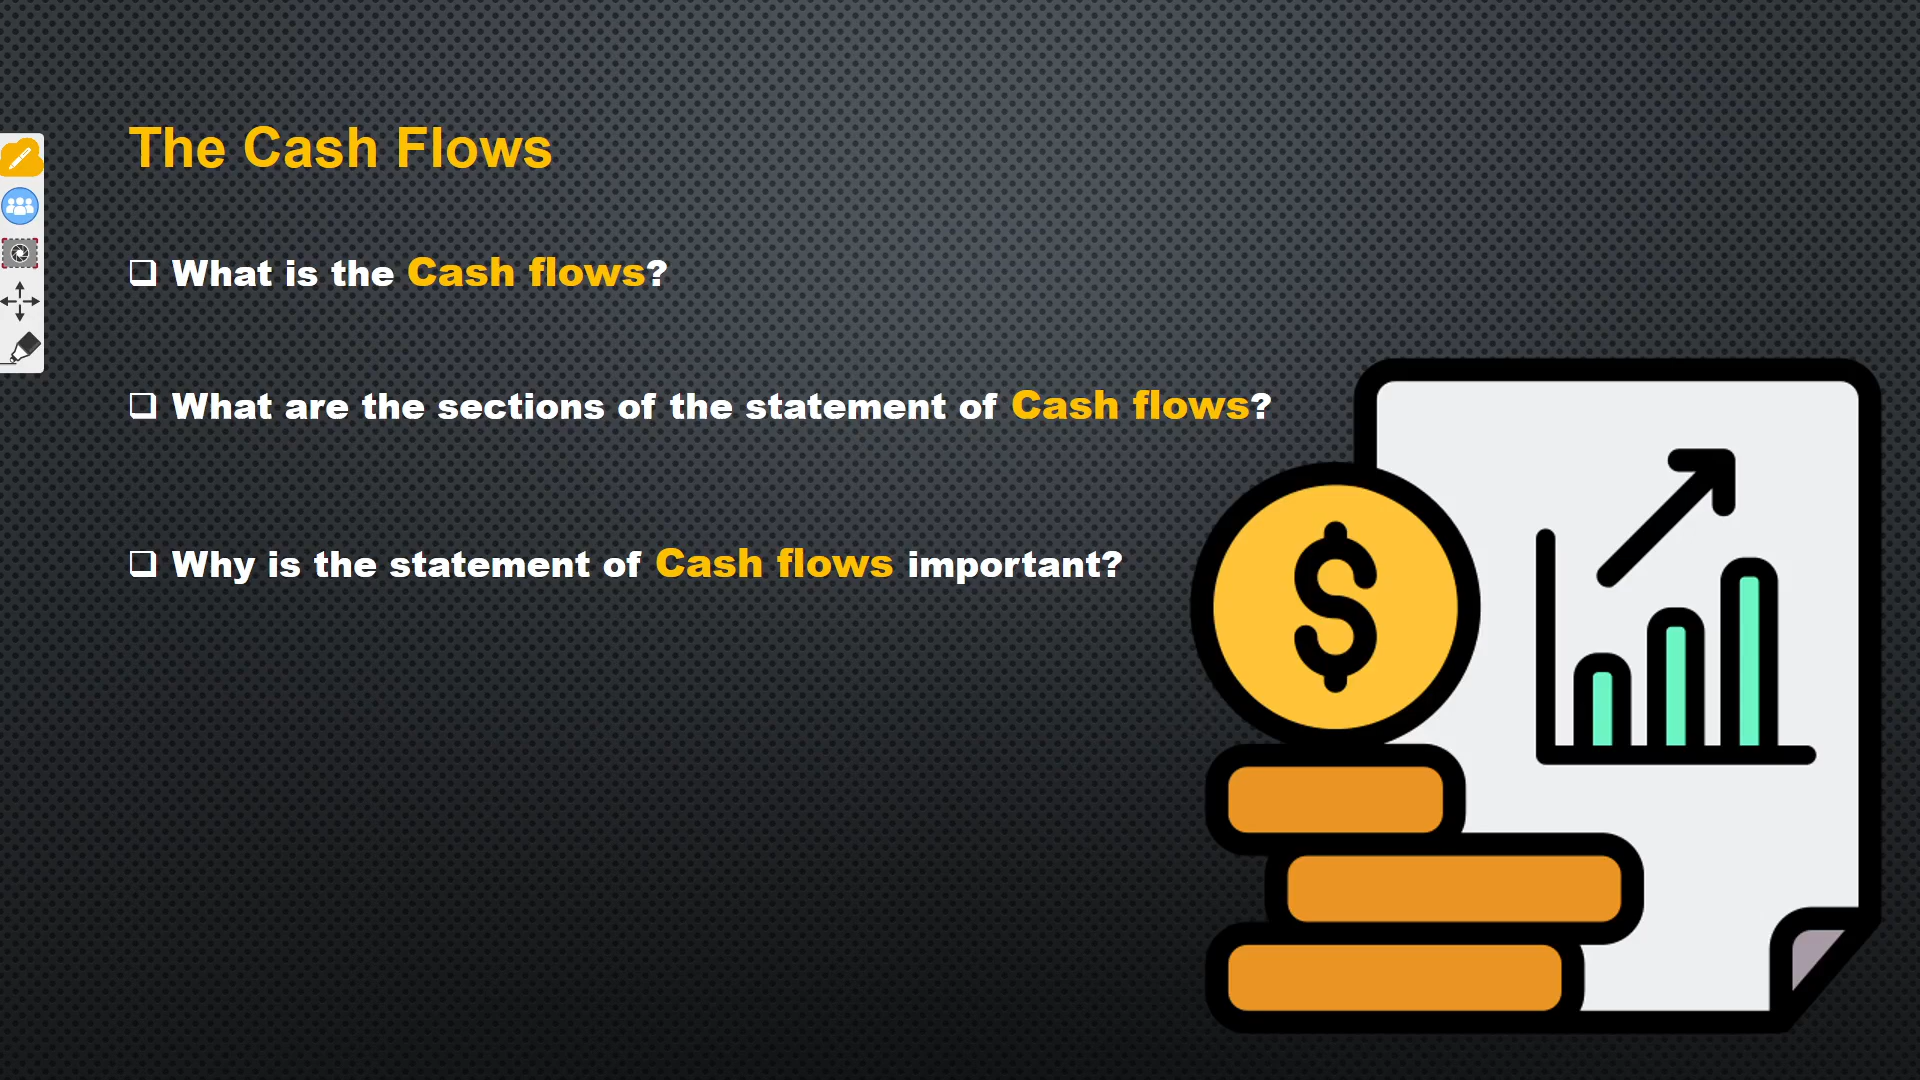 The Cash Flows
❑ What is the Cash flows?
❑ What are the sections of the statement of Cash flows?
❑ Why is the statement of Cash flows important?
$